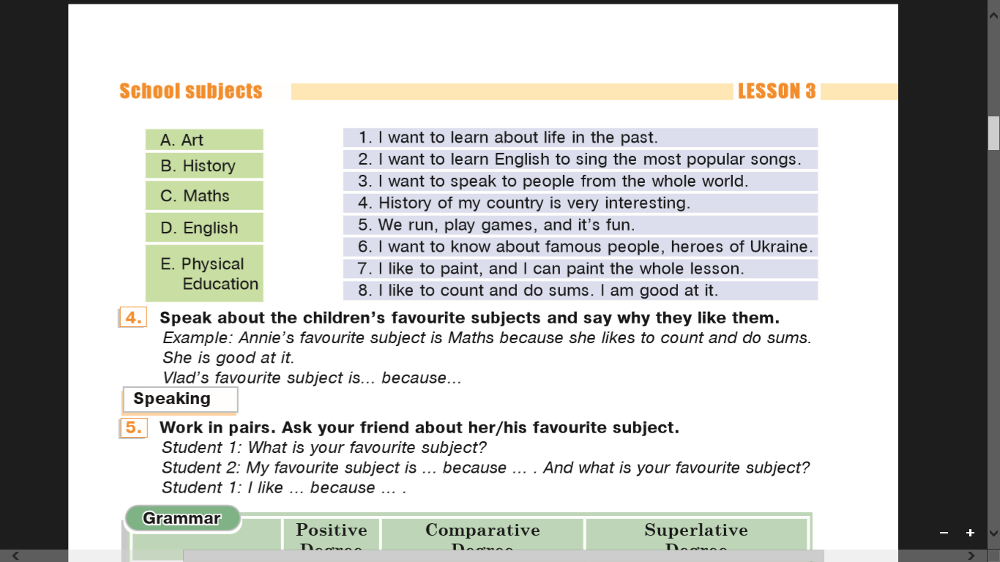 School subjects
LESSON 3
A. Art
B. History
C. Maths
D. English
E. Physical
Education
1. I want to learn about life in the past.
2. I want to learn English to sing the most popular songs.
3. I want to speak to people from the whole world.
4. History of my country is very interesting.
5. We run, play games, and it's fun.
6. I want to know about famous people, heroes of Ukraine.
7. I like to paint, and I can paint the whole lesson.
8. I like to count and do sums. I am good at it.
4. Speak about the children's favourite subjects and say why they like them.
Example: Annie's favourite subject is Maths because she likes to count and do sums.
She is good at it.
Vlad's favourite subject is... because...
Speaking
5. Work in pairs. Ask your friend about her/his favourite subject.
Student 1: What is your favourite subject?
Student 2: My favourite subject is ... because ... . And what is your favourite subject?
Student 1: I like ... because ... .
Grammar
Positive Comparative Superlative
Degree Degree Degree